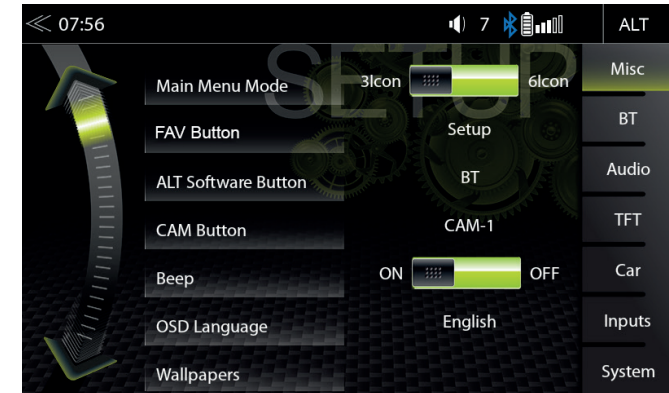 07:56 7 ALT
SETUP
Main Menu Mode 3Icon 6Icon Misc
FAV Button Setup BT
ALT Software Button BT Audio
CAM Button CAM-1 TFT
Beep ON OFF Car
OSD Language English Inputs
Wallpapers System